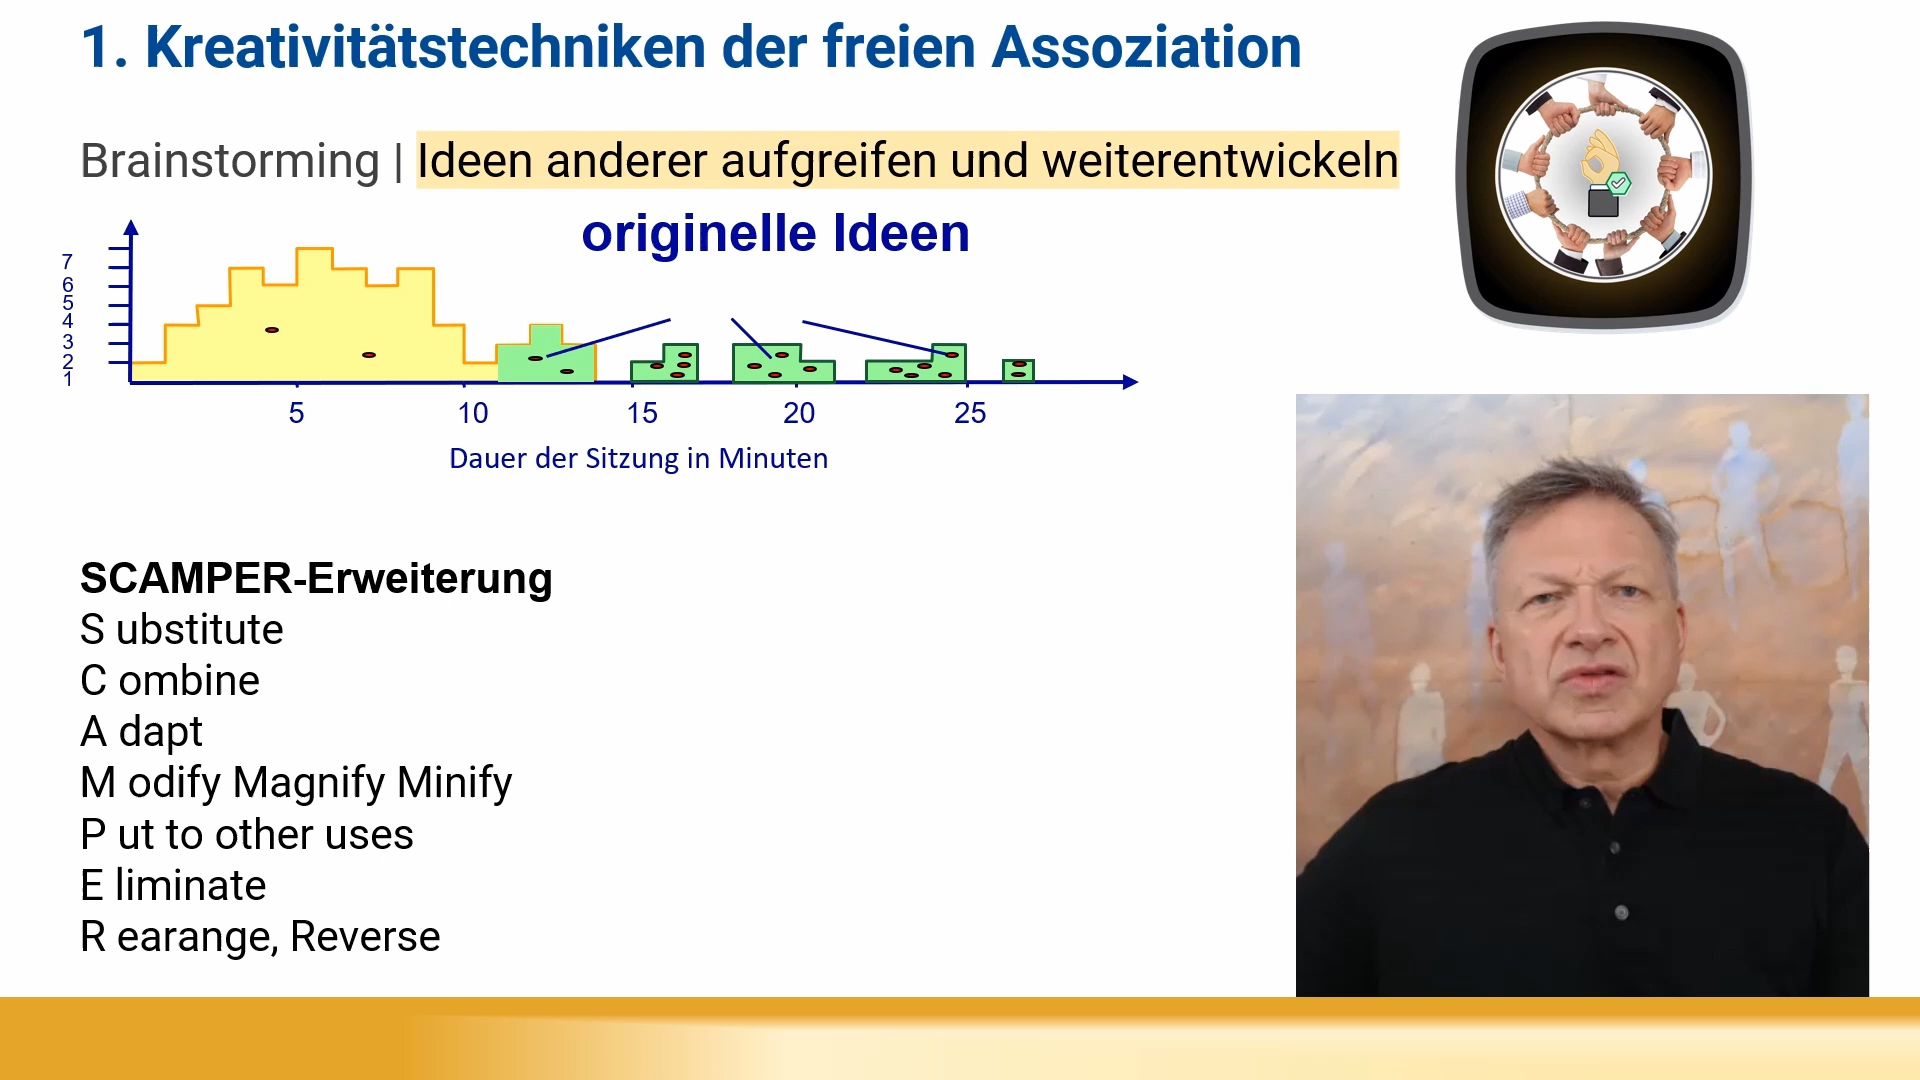 1. Kreativitätstechniken der freien Assoziation
Brainstorming | Ideen anderer aufgreifen und weiterentwickeln
originelle Ideen
7
6
5
4
3
2
1
5 10 15 20 25
Dauer der Sitzung in Minuten
SCAMPER-Erweiterung
S ubstitute
C ombine
A dapt
M odify Magnify Minify
P ut to other uses
E liminate
R earange, Reverse